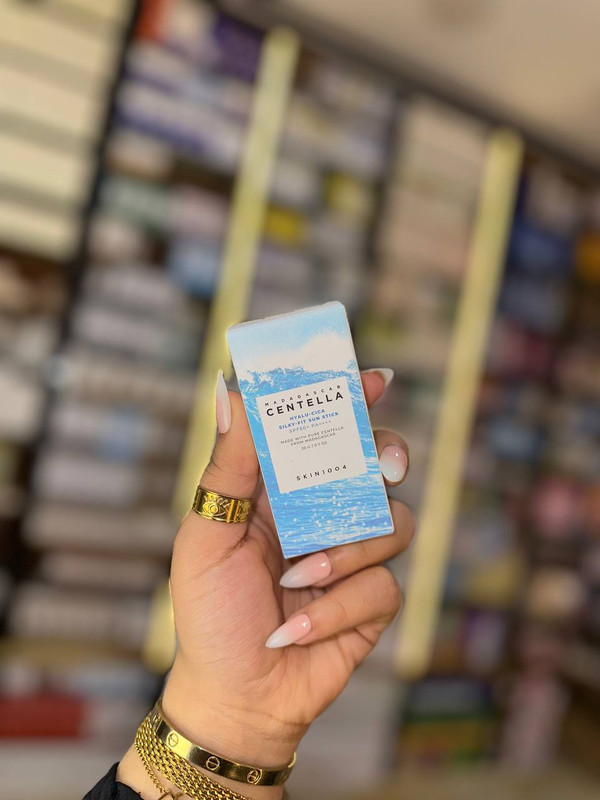 MADAGASCAR
CENTELLA
HYALU-CICA
SILKY-FIT SUN STICK
SPF50+ PA++++
MADE WITH PURE CENTELLA
FROM MADAGASCAR
SKIN1004